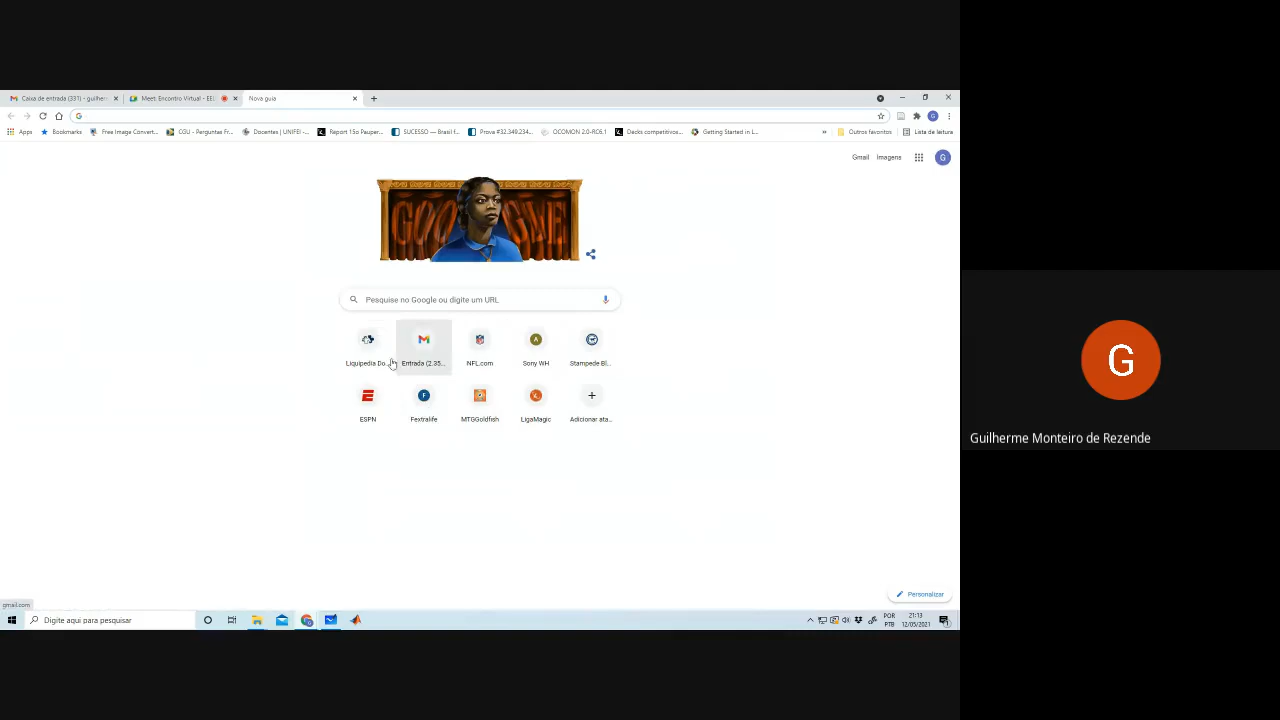 Caixa de entrada (331) - guilherm
Meet: Encontro Virtual - EEL
Nova guia
Apps
Bookmarks
Free Image Convert...
CGU - Perguntas Fr...
Docentes | UNIFEI -...
Report 15o Pauper...
SUCESSO — Brasil f...
Prova #32.349.234...
OCOMON 2.0-RC6.1
Decks competitivos...
Getting Started in L...
»
Outros favoritos
Lista de leitura
Gmail
Imagens
G
GOOGLE
Pesquise no Google ou digite um URL
Liquipedia Do...
Entrada (2.35...
NFL.com
Sony WH
Stampede Bl...
ESPN
Fextralife
MTGGoldfish
LigaMagic
Adicionar ata...
G
Guilherme Monteiro de Rezende
Personalizar
gmail.com
Digite aqui para pesquisar
POR
PTB
21:13
12/05/2021